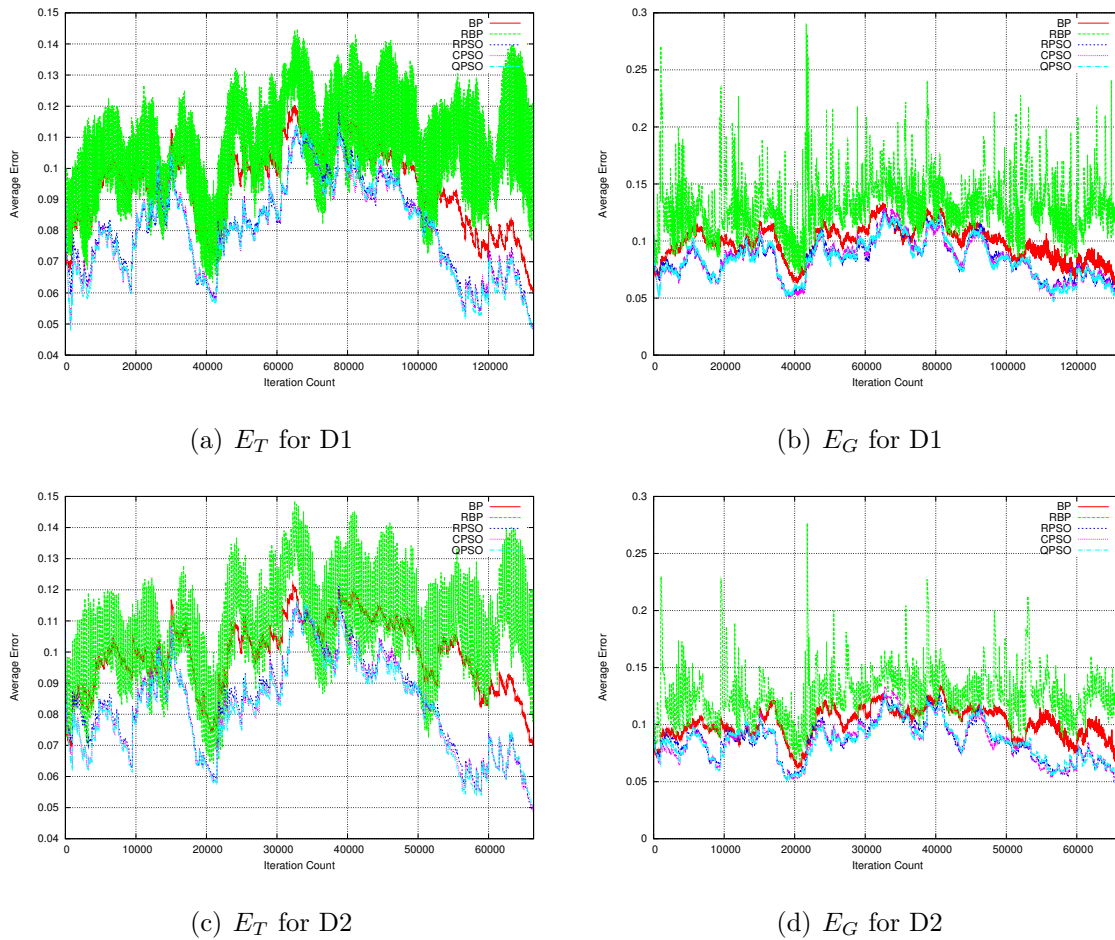 0.15
0.14
0.13
0.12
0.11
0.1
0.09
0.08
0.07
0.06
0.05
0.04
0 20000 40000 60000 80000 100000 120000
Average Error
Iteration Count
BP
RBP
RPSO
CPSO
QPSO
(a) E_T for D1
0.3
0.25
0.2
0.15
0.1
0.05
0
0 20000 40000 60000 80000 100000 120000
Average Error
Iteration Count
BP
RBP
RPSO
CPSO
QPSO
(b) E_G for D1
0.15
0.14
0.13
0.12
0.11
0.1
0.09
0.08
0.07
0.06
0.05
0.04
0 10000 20000 30000 40000 50000 60000
Average Error
Iteration Count
BP
RBP
RPSO
CPSO
QPSO
(c) E_T for D2
0.3
0.25
0.2
0.15
0.1
0.05
0
0 10000 20000 30000 40000 50000 60000
Average Error
Iteration Count
BP
RBP
RPSO
CPSO
QPSO
(d) E_G for D2